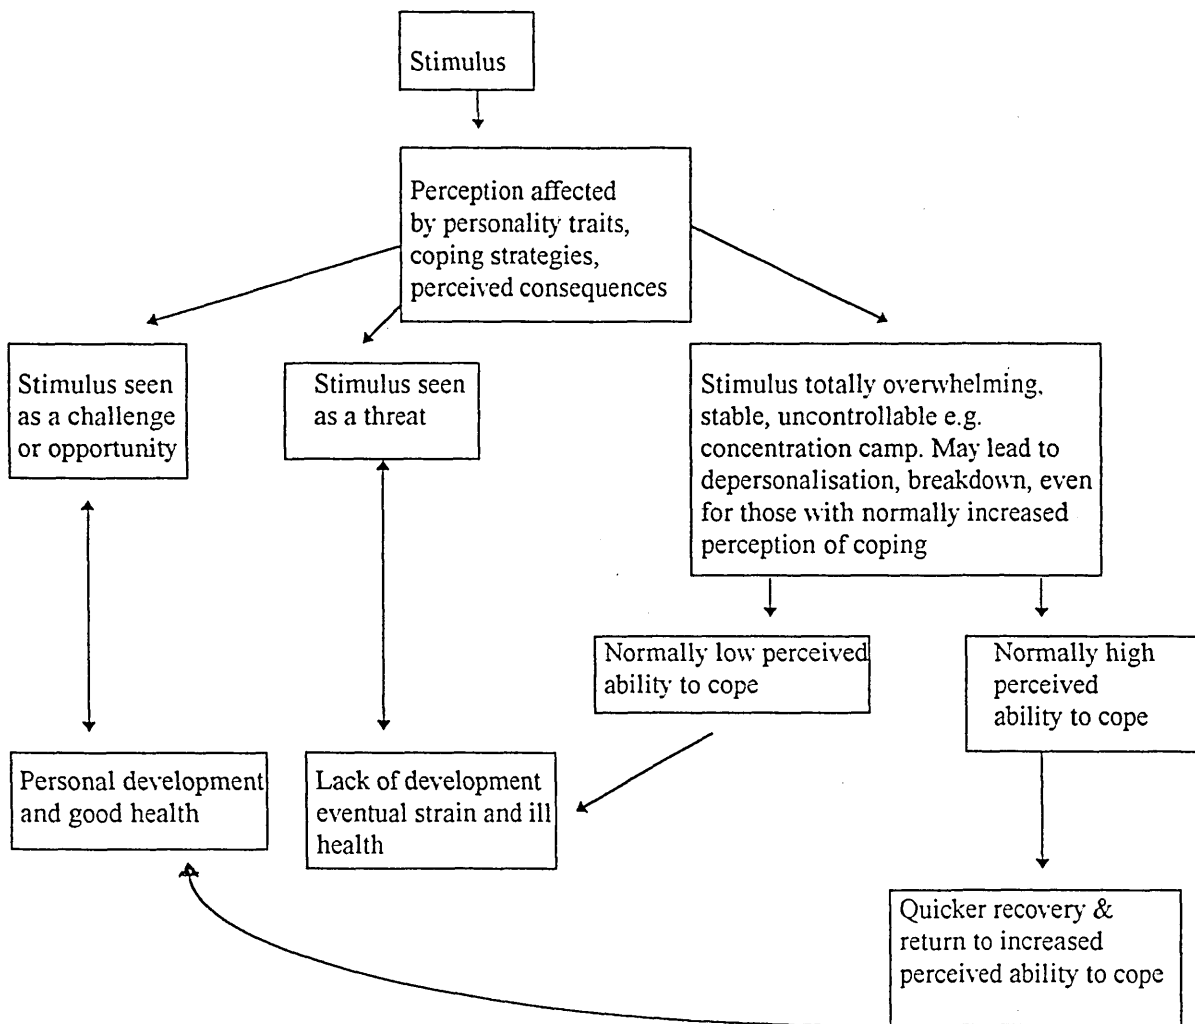 Stimulus
Perception affected
by personality traits,
coping strategies,
perceived consequences
Stimulus seen
as a challenge
or opportunity
Stimulus seen
as a threat
Stimulus totally overwhelming,
stable, uncontrollable e.g.
concentration camp. May lead to
depersonalisation, breakdown, even
for those with normally increased
perception of coping
Normally low perceived
ability to cope
Normally high
perceived
ability to cope
Personal development
and good health
Lack of development
eventual strain and ill
health
Quicker recovery &
return to increased
perceived ability to cope